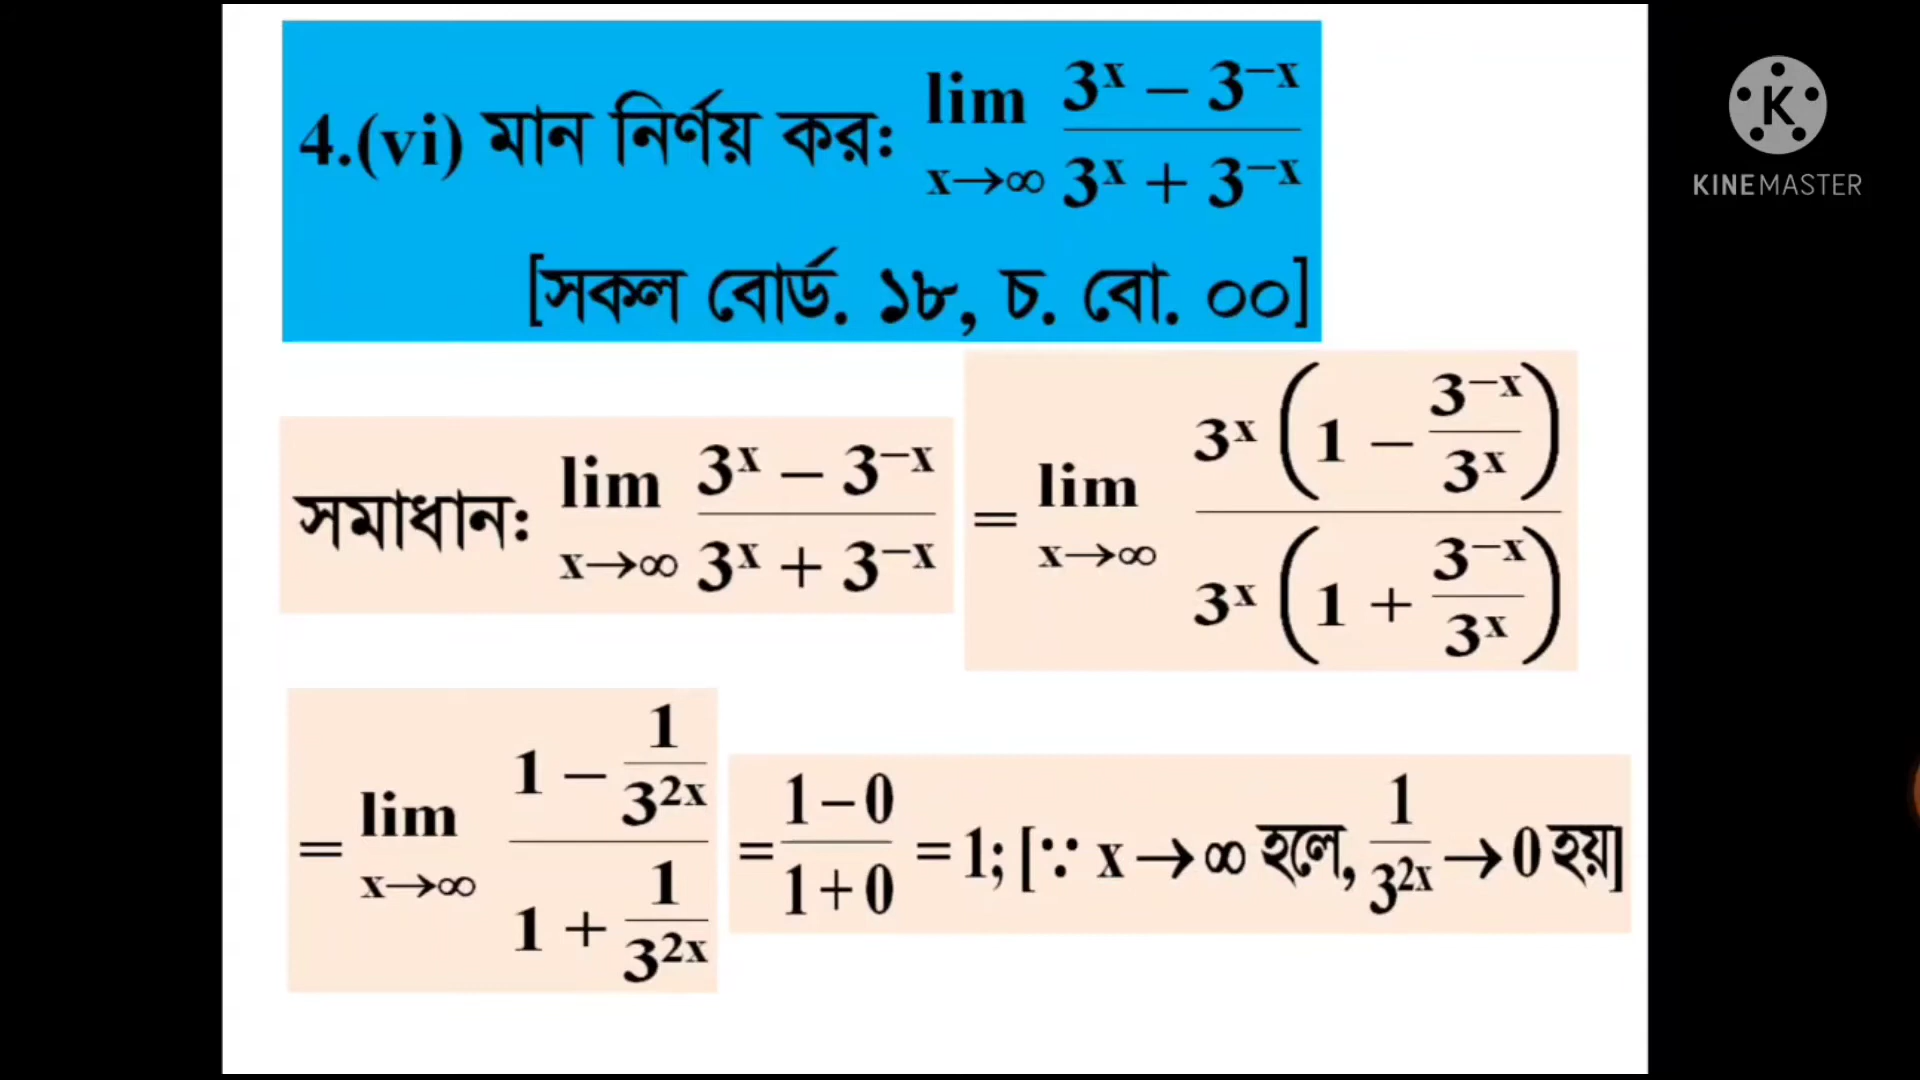 4.(vi) মান নির্ণয় করঃ lim x→∞ (3^x − 3^−x)/(3^x + 3^−x)
[সকল বোর্ড. ১৮, চ. বো. ০০]
সমাধানঃ lim x→∞ (3^x − 3^−x)/(3^x + 3^−x) = lim x→∞ (3^x (1 − 3^−x/3^x))/(3^x (1 + 3^−x/3^x))
= lim x→∞ (1 − 1/3^2x)/(1 + 1/3^2x) = (1 − 0)/(1 + 0) = 1; [∵ x → ∞ হলে, 1/3^2x → 0 হয়]
K
KINEMASTER